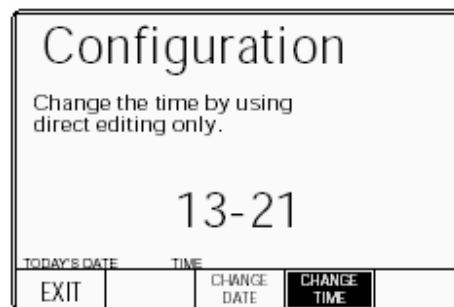 Configuration
Change the time by using
direct editing only.
13-21
TODAY'S DATE TIME
EXIT CHANGE DATE CHANGE TIME